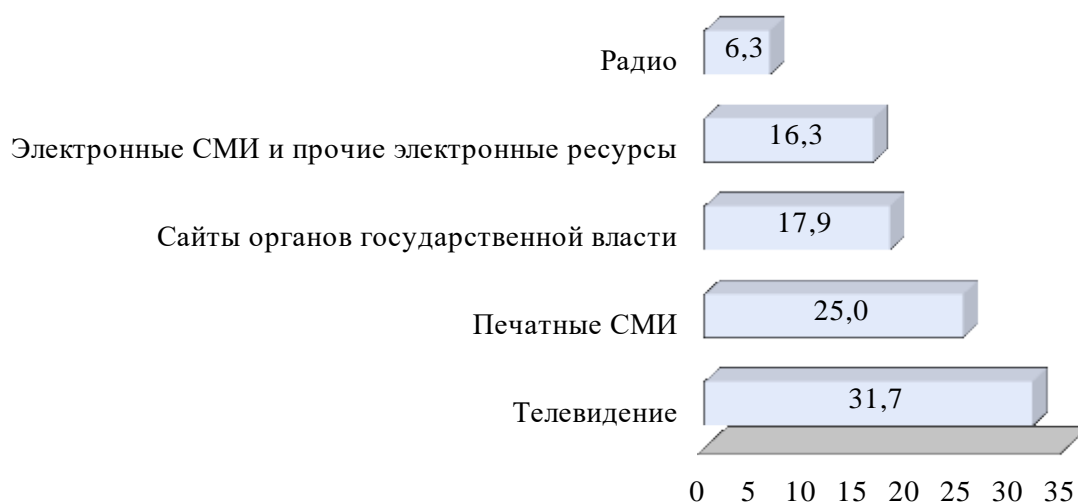 Радио 6,3
Электронные СМИ и прочие электронные ресурсы 16,3
Сайты органов государственной власти 17,9
Печатные СМИ 25,0
Телевидение 31,7
0 5 10 15 20 25 30 35